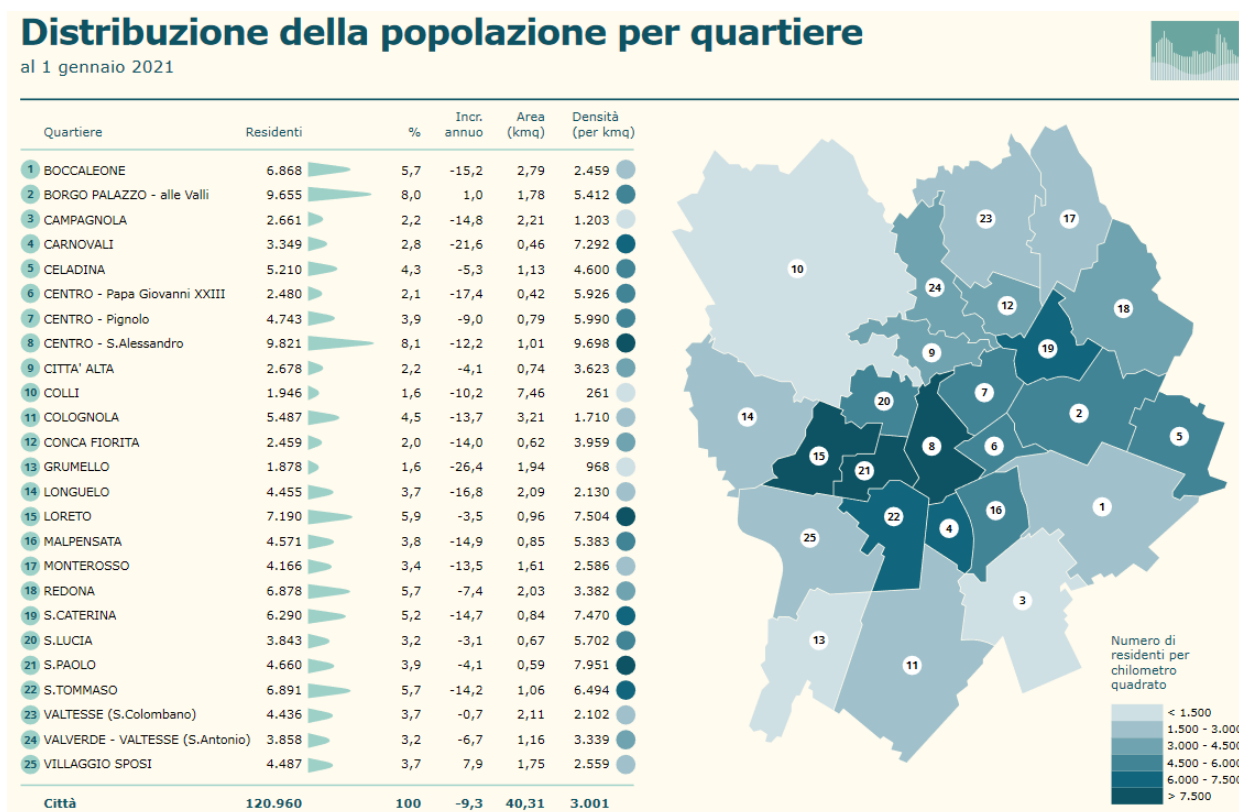 Distribuzione della popolazione per quartiere
al 1 gennaio 2021
Quartiere Residenti % Incr. annuo Area (kmq) Densità (per kmq)
1 BOCCALEONE 6.868 5,7 -15,2 2,79 2.459
2 BORGO PALAZZO - alle Valli 9.655 8,0 1,0 1,78 5.412
3 CAMPAGNOLA 2.661 2,2 -14,8 2,21 1.203
4 CARNOVALI 3.349 2,8 -21,6 0,46 7.292
5 CELADINA 5.210 4,3 -5,3 1,13 4.600
6 CENTRO - Papa Giovanni XXIII 2.480 2,1 -17,4 0,42 5.926
7 CENTRO - Pignolo 4.743 3,9 -9,0 0,79 5.990
8 CENTRO - S.Alessandro 9.821 8,1 -12,2 1,01 9.698
9 CITTA' ALTA 2.678 2,2 -4,1 0,74 3.623
10 COLLI 1.946 1,6 -10,2 7,46 261
11 COLOGNOLA 5.487 4,5 -13,7 3,21 1.710
12 CONCA FIORITA 2.459 2,0 -14,0 0,62 3.959
13 GRUMELLO 1.878 1,6 -26,4 1,94 968
14 LONGUELO 4.455 3,7 -16,8 2,09 2.130
15 LORETO 7.190 5,9 -3,5 0,96 7.504
16 MALPENSATA 4.571 3,8 -14,9 0,85 5.383
17 MONTEROSSO 4.166 3,4 -13,5 1,61 2.586
18 REDONA 6.878 5,7 -7,4 2,03 3.382
19 S.CATERINA 6.290 5,2 -14,7 0,84 7.470
20 S.LUCIA 3.843 3,2 -3,1 0,67 5.702
21 S.PAOLO 4.660 3,9 -4,1 0,59 7.951
22 S.TOMMASO 6.891 5,7 -14,2 1,06 6.494
23 VALTESSE (S.Colombano) 4.436 3,7 -0,7 2,11 2.102
24 VALVERDE - VALTESSE (S.Antonio) 3.858 3,2 -6,7 1,16 3.339
25 VILLAGGIO SPOSI 4.487 3,7 7,9 1,75 2.559
Città 120.960 100 -9,3 40,31 3.001
23
17
10
24
12
18
9
19
20
7
14
2
5
8
6
15
21
1
16
22
4
25
3
13
11
Numero di
residenti per
chilometro
quadrato
< 1.500
1.500 - 3.000
3.000 - 4.500
4.500 - 6.000
6.000 - 7.500
> 7.500